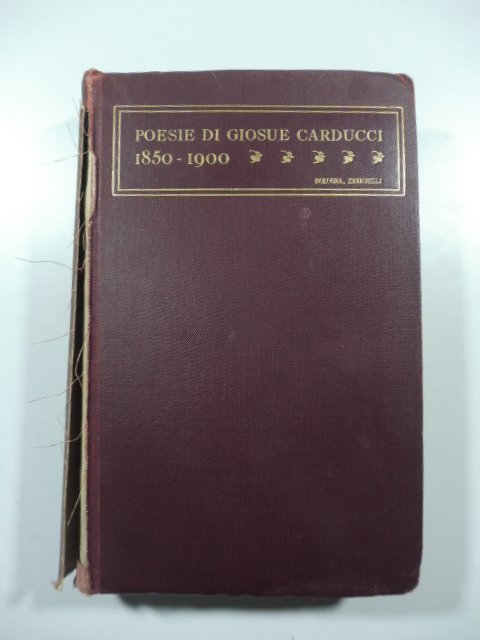 POESIE DI GIOSUE CARDUCCI
1850-1900
BOLOGNA, ZANICHELLI